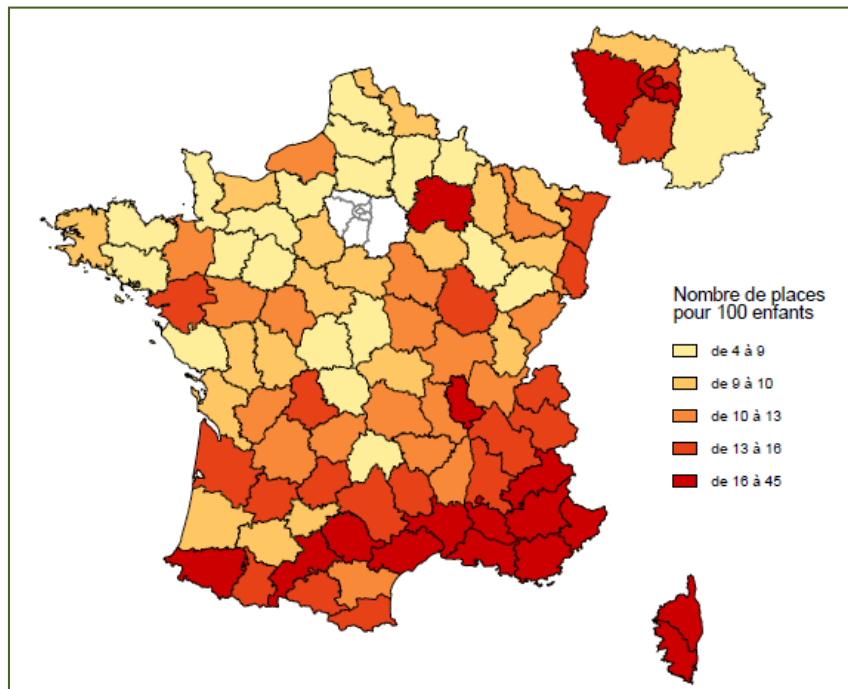 Nombre de places
pour 100 enfants
de 4 à 9
de 9 à 10
de 10 à 13
de 13 à 16
de 16 à 45